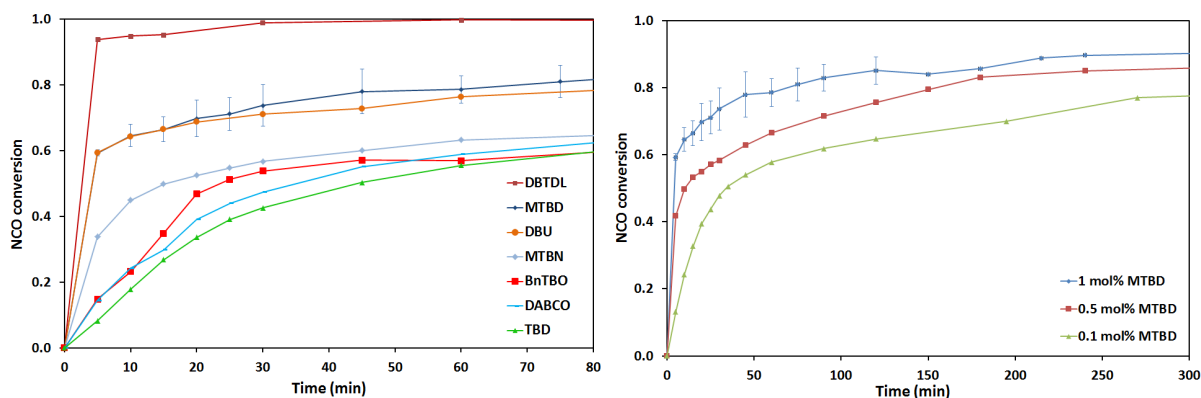 1.0
0.8
0.6
0.4
0.2
0.0
NCO conversion
DBTDL
MTBD
DBU
MTBN
BnTBO
DABCO
TBD
0 10 20 30 40 50 60 70 80
Time (min)
1.0
0.8
0.6
0.4
0.2
0.0
NCO conversion
1 mol% MTBD
0.5 mol% MTBD
0.1 mol% MTBD
0 50 100 150 200 250 300
Time (min)